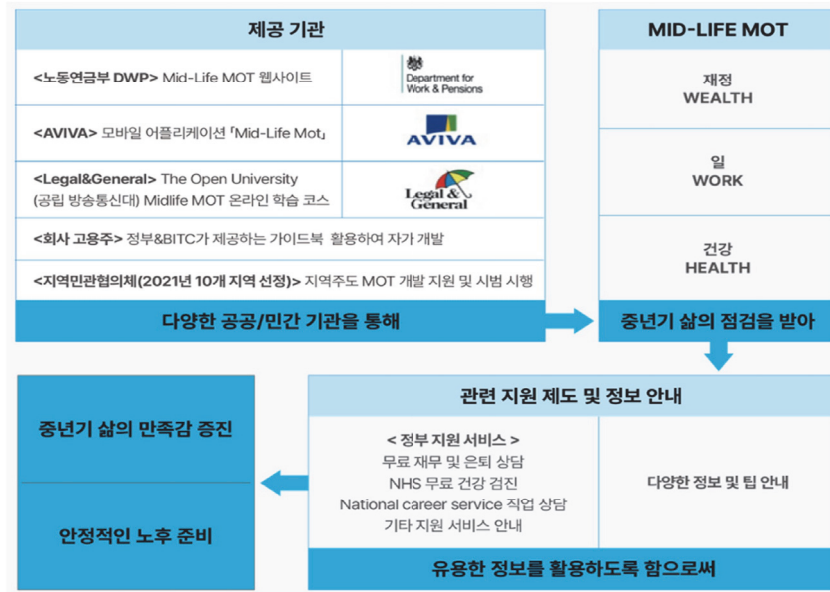 제공 기관
<노동연금부 DWP> Mid-Life MOT 웹사이트
Department for
Work & Pensions
<AVIVA> 모바일 어플리케이션 「Mid-Life Mot」
AVIVA
<Legal&General> The Open University
(공립 방송통신대) Midlife MOT 온라인 학습 코스
Legal &
General
<회사 고용주> 정부&BITC가 제공하는 가이드북 활용하여 자가 개발
<지역민관협의체(2021년 10개 지역 선정)> 지역주도 MOT 개발 지원 및 시범 시행
다양한 공공/민간 기관을 통해
MID-LIFE MOT
재정
WEALTH
일
WORK
건강
HEALTH
중년기 삶의 점검을 받아
관련 지원 제도 및 정보 안내
< 정부 지원 서비스 >
무료 재무 및 은퇴 상담
NHS 무료 건강 검진
National career service 직업 상담
기타 지원 서비스 안내
다양한 정보 및 팁 안내
유용한 정보를 활용하도록 함으로써
중년기 삶의 만족감 증진
안정적인 노후 준비